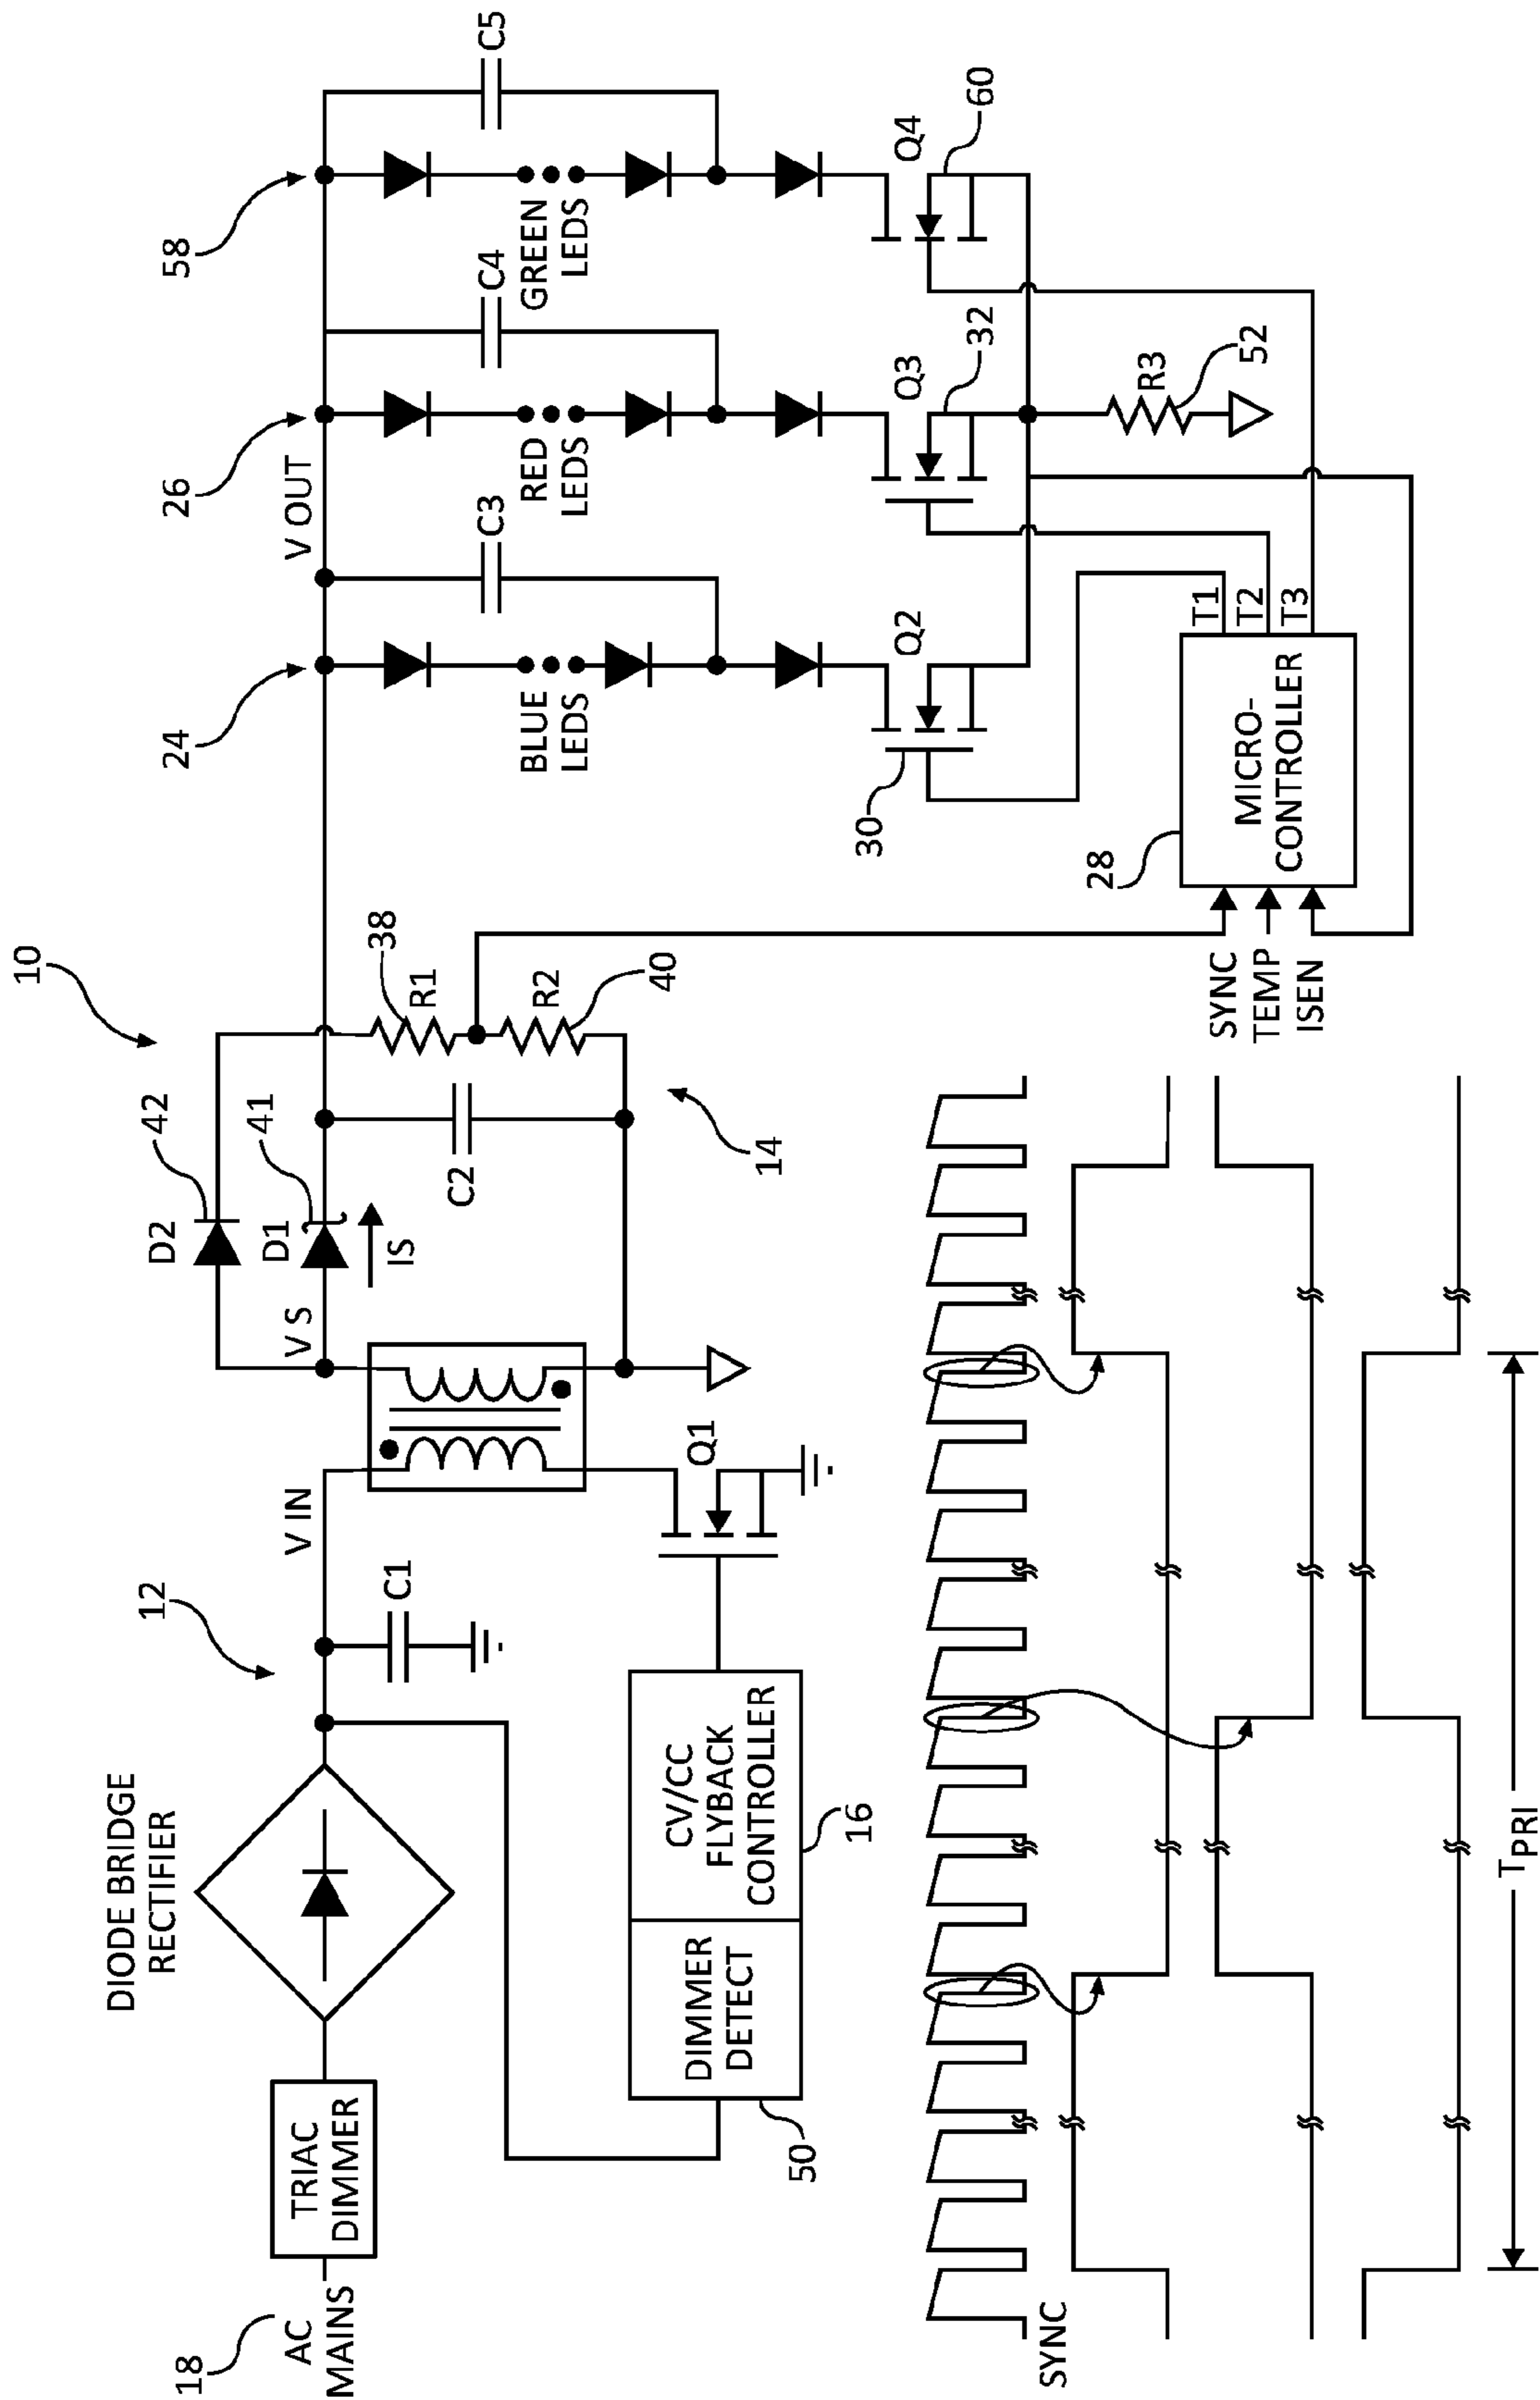 10
18
AC
MAINS
TRIAC
DIMMER
DIODE BRIDGE
RECTIFIER
12
C1
V IN
V S
D2
42
D1
41
IS
C2
14
R1
38
R2
40
Q1
CV/CC
FLYBACK
CONTROLLER
16
DIMMER
DETECT
50
24
V OUT
26
58
BLUE
LEDS
C3
RED
LEDS
C4
GREEN
LEDS
C5
30
Q2
Q3
32
Q4
60
R3
52
28
MICRO-
CONTROLLER
T1
T2
T3
SYNC
TEMP
ISEN
SYNC
TPRI